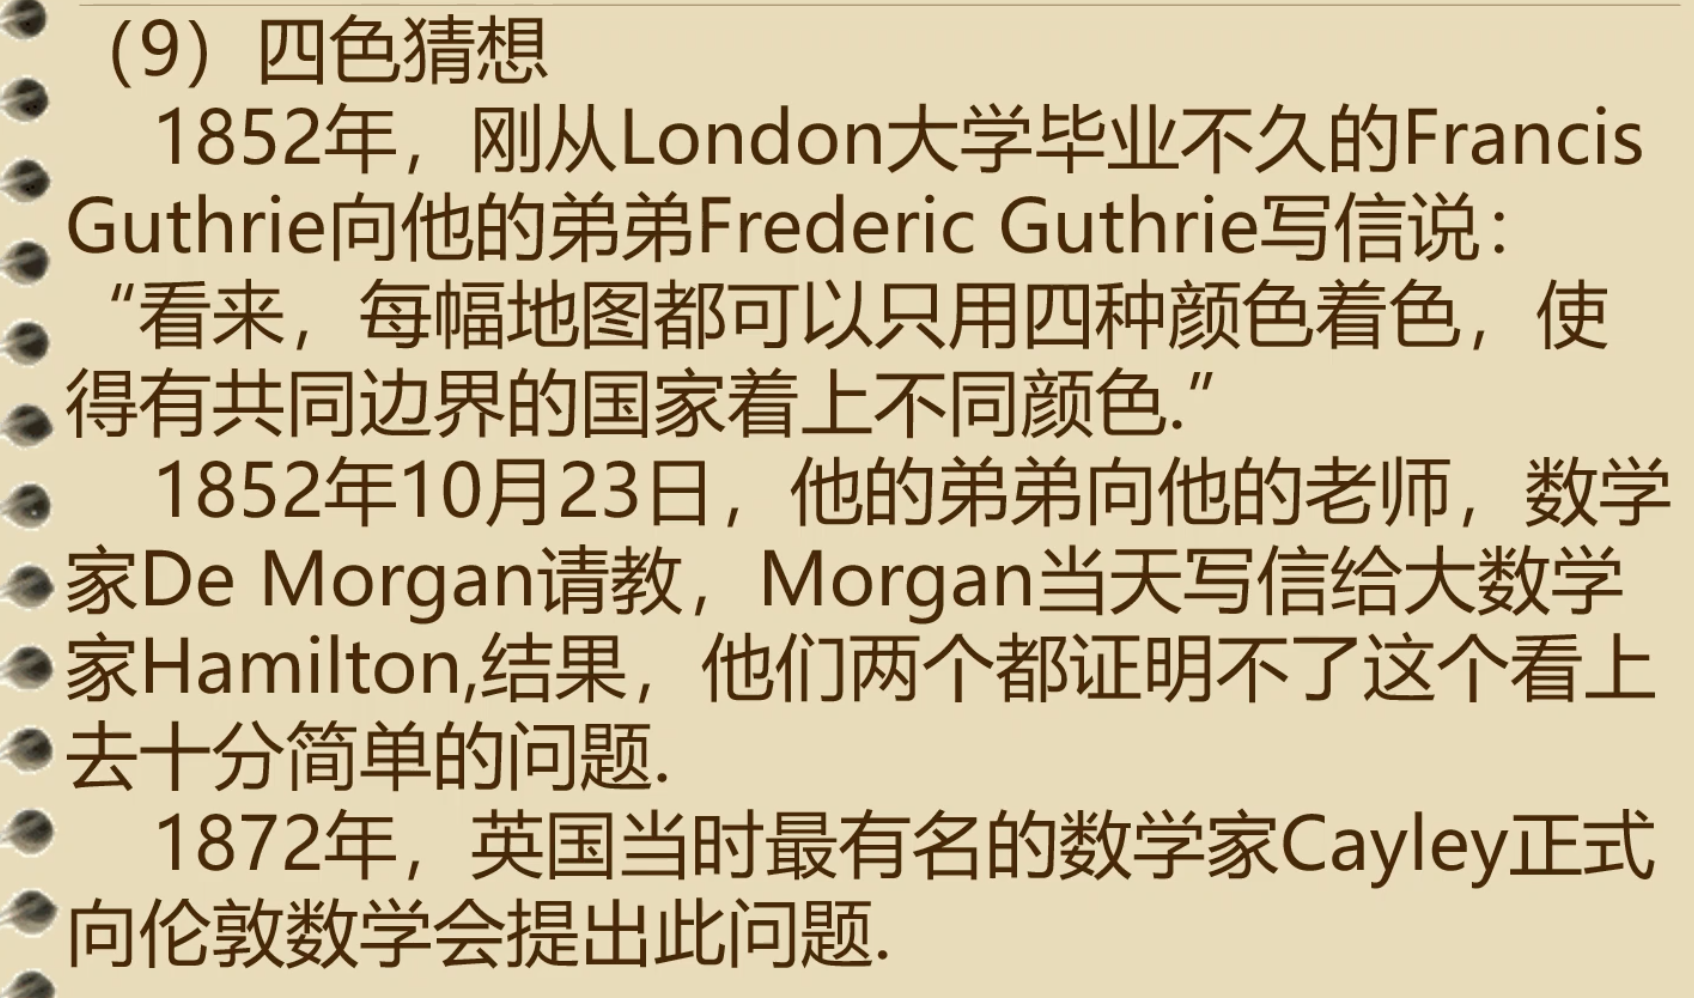 （9）四色猜想
1852年，刚从London大学毕业不久的Francis
Guthrie向他的弟弟Frederic Guthrie写信说：
“看来，每幅地图都可以只用四种颜色着色，使
得有共同边界的国家着上不同颜色.”
1852年10月23日，他的弟弟向他的老师，数学
家De Morgan请教，Morgan当天写信给大数学
家Hamilton,结果，他们两个都证明不了这个看上
去十分简单的问题.
1872年，英国当时最有名的数学家Cayley正式
向伦敦数学会提出此问题.